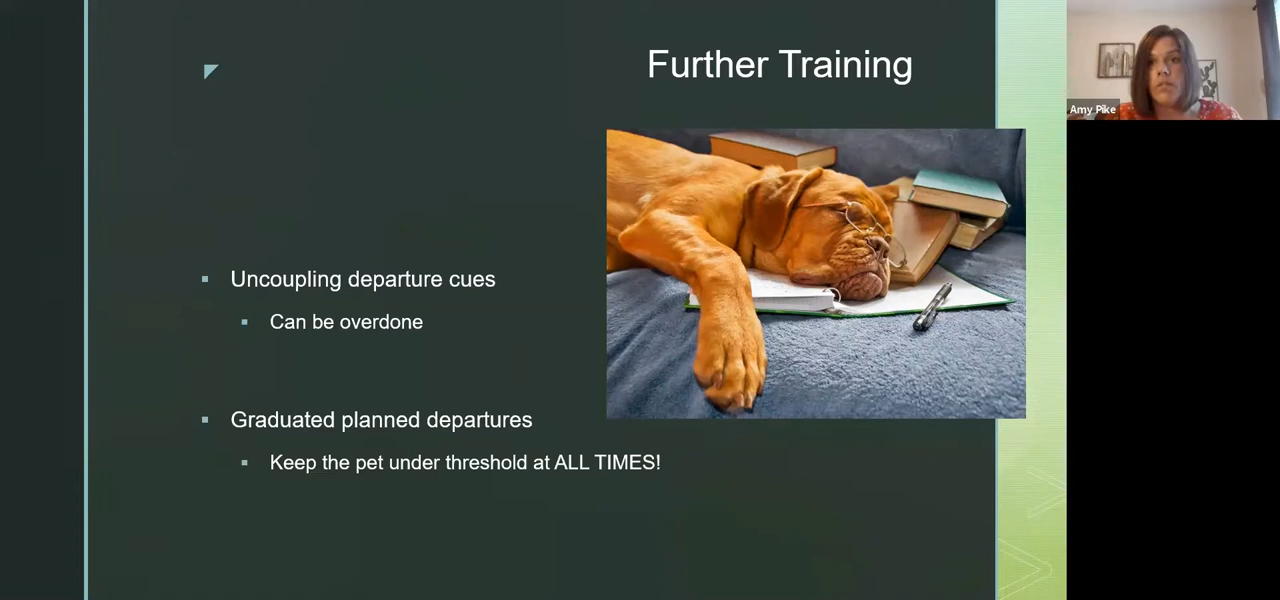 Further Training
Amy Pike
Uncoupling departure cues
Can be overdone
Graduated planned departures
Keep the pet under threshold at ALL TIMES!